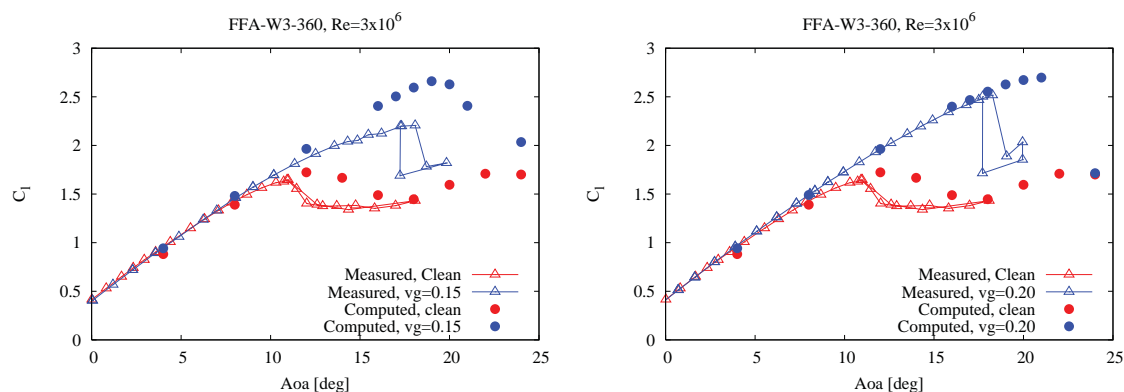 FFA-W3-360, Re=3x10^6
3
2.5
2
1.5
1
0.5
0
C_l
0 5 10 15 20 25
Aoa [deg]
Measured, Clean
Measured, vg=0.15
Computed, clean
Computed, vg=0.15
FFA-W3-360, Re=3x10^6
3
2.5
2
1.5
1
0.5
0
C_l
0 5 10 15 20 25
Aoa [deg]
Measured, Clean
Measured, vg=0.20
Computed, clean
Computed, vg=0.20